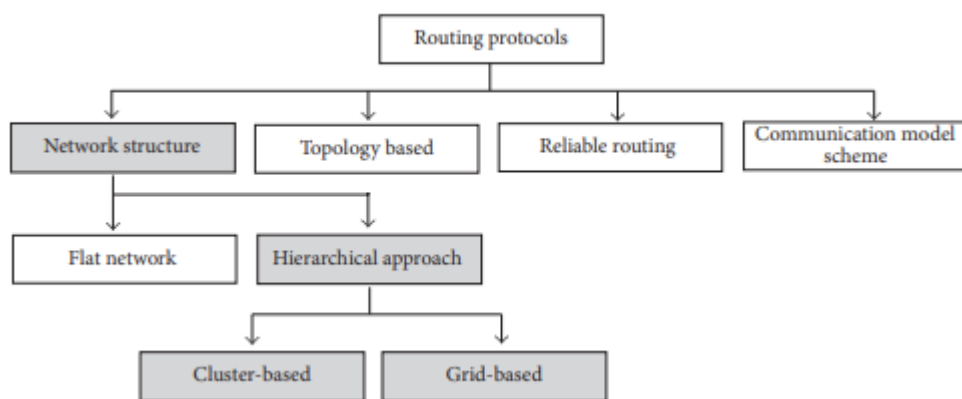 Routing protocols
Network structure
Topology based
Reliable routing
Communication model
scheme
Flat network
Hierarchical approach
Cluster-based
Grid-based